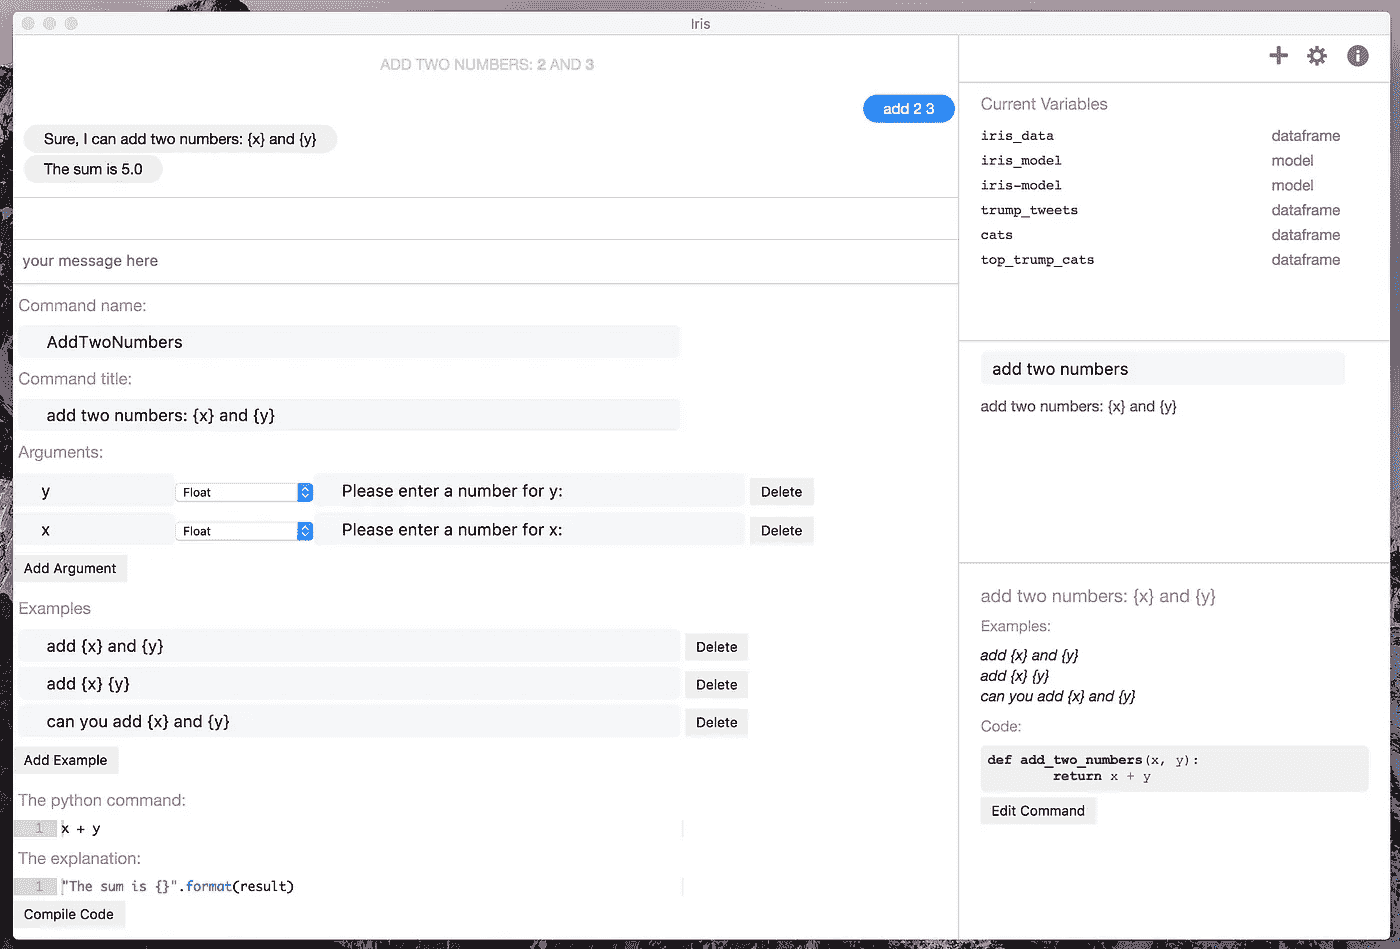 Iris
ADD TWO NUMBERS: 2 AND 3
add 2 3
Sure, I can add two numbers: {x} and {y}
The sum is 5.0
your message here
Command name:
AddTwoNumbers
Command title:
add two numbers: {x} and {y}
Arguments:
y Float Please enter a number for y: Delete
x Float Please enter a number for x: Delete
Add Argument
Examples
add {x} and {y} Delete
add {x} {y} Delete
can you add {x} and {y} Delete
Add Example
The python command:
1 x + y
The explanation:
1 "The sum is {}".format(result)
Compile Code
Current Variables
iris_data dataframe
iris_model model
iris-model model
trump_tweets dataframe
cats dataframe
top_trump_cats dataframe
add two numbers
add two numbers: {x} and {y}
add two numbers: {x} and {y}
Examples:
add {x} and {y}
add {x} {y}
can you add {x} and {y}
Code:
def add_two_numbers(x, y):
return x + y
Edit Command